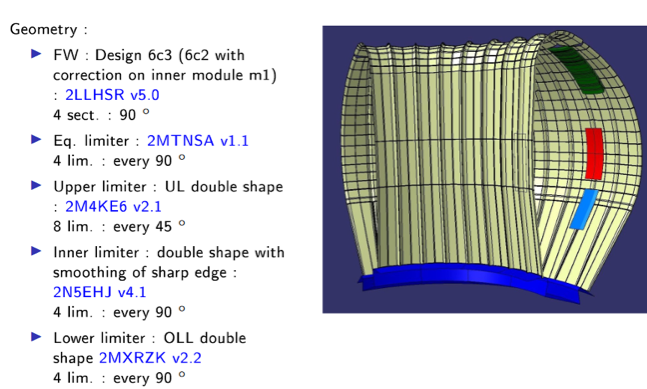 Geometry :
FW : Design 6c3 (6c2 with
correction on inner module m1)
: 2LLHSR v5.0
4 sect. : 90 °
Eq. limiter : 2MTNSA v1.1
4 lim. : every 90 °
Upper limiter : UL double shape
: 2M4KE6 v2.1
8 lim. : every 45 °
Inner limiter : double shape with
smoothing of sharp edge :
2N5EHJ v4.1
4 lim. : every 90 °
Lower limiter : OLL double
shape 2MXRZK v2.2
4 lim. : every 90 °